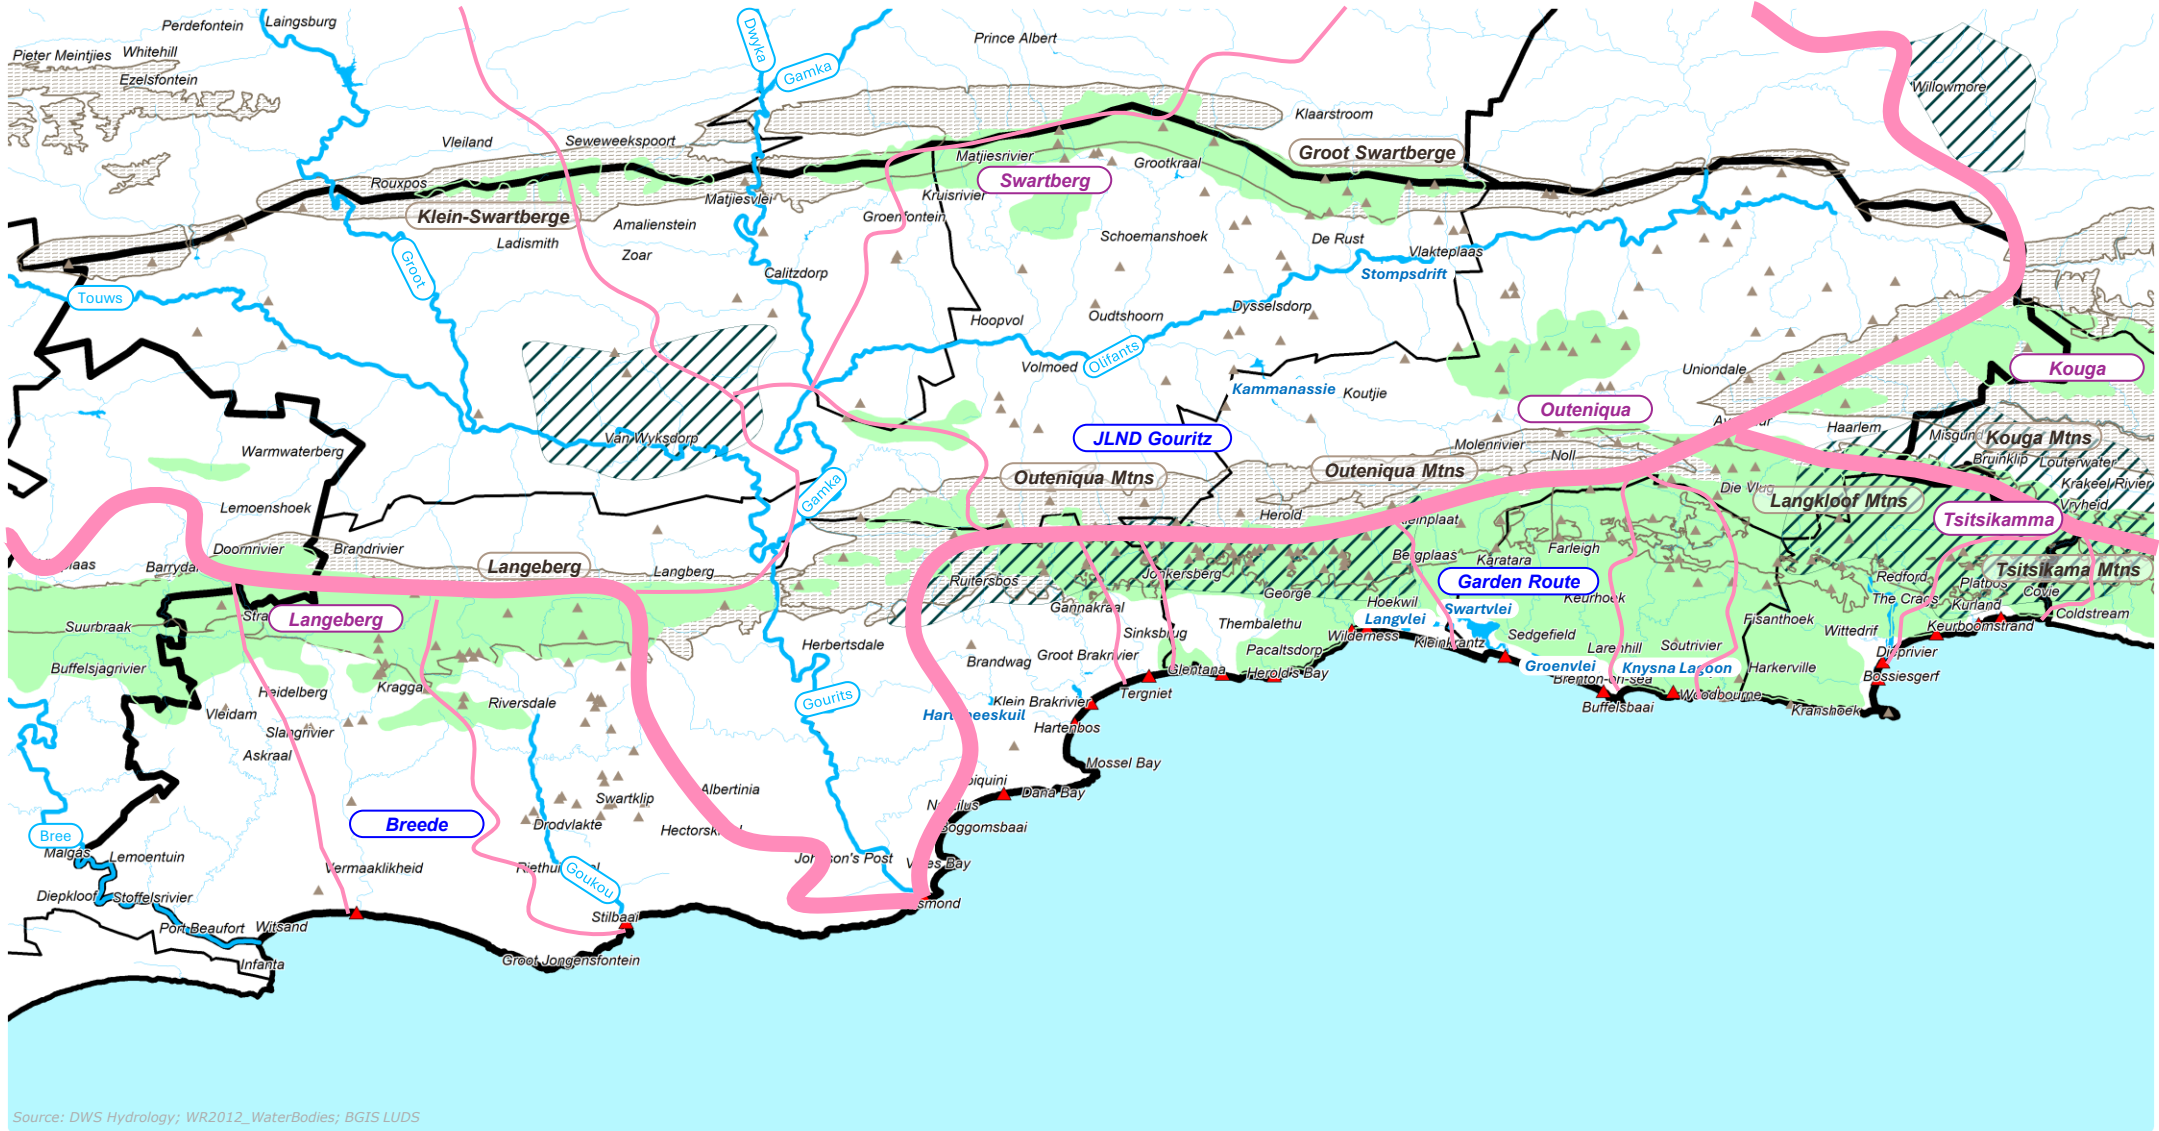 Perdefontein
Laingsburg
Dwyka
Prince Albert
Pieter Meintjies
Whitehill
Ezelsfontein
Gamka
Willowmore
Klaarstroom
Vleiland
Seweweekspoort
Matjiesrivier
Grootkraal
Groot Swartberge
Rouxpos
Swartberg
Matjiesvlei
Kruisrivier
Klein-Swartberge
Amalienstein
Groenfontein
Ladismith
Zoar
Schoemanshoek
De Rust
Vlakteplaas
Groot
Calitzdorp
Stompsdrift
Touws
Dysselsdorp
Hoopvol
Oudtshoorn
Olifants
Volmoed
Uniondale
Kouga
Kammanassie
Koutjie
Outeniqua
Van Wyksdorp
JLND Gouritz
Molenrivier
Haarlem
Kouga Mtns
Warmwaterberg
Noll
Bruinklip
Louterwater
Outeniqua Mtns
Outeniqua Mtns
Krakeel Rivier
Gamka
Die Vlug
Langkloof Mtns
Vryheid
Lemoenshoek
Herold
Tsitsikamma
Doornrivier
Brandrivier
Farleigh
Bergplaas
Karatara
Langeberg
Langberg
Jonkersberg
Garden Route
Tsitsikama Mtns
Ruitersbos
Redford
Platbos
Covie
George
Keurhoek
The Crags
Kurland
Coldstream
Gannakraal
Hoekwil
Swartvlei
Langvlei
Langeberg
Thembalethu
Fisanthoek
Keurboomstrand
Suurbraak
Sinksbrug
Wilderness
Sedgefield
Wittedrif
Herbertsdale
Kleinkrantz
Soutrivier
Larenhill
Dieprivier
Groot Brakrivier
Pacaltsdorp
Brandwag
Groenvlei
Knysna Lagoon
Harkerville
Buffelsjagrivier
Glentana
Herold's Bay
Brenton-on-sea
Bossiesgerf
Heidelberg
Tergniet
Woodbourne
Riversdale
Gourits
Klein Brakrivier
Buffelsbaai
Kranshoek
Vleidam
Hartenbos
Slangrivier
Askraal
Mossel Bay
Albertinia
Dana Bay
Swartklip
Breede
Drodvlakte
Boggomsbaai
Bree
Malgas
Lemoentuin
Vermaaklikheid
Goukou
Diepkloof
Stoffelsrivier
Stilbaai
Port Beaufort
Witsand
Infanta
Groot Jongensfontein
Source: DWS Hydrology; WR2012_WaterBodies; BGIS LUDS